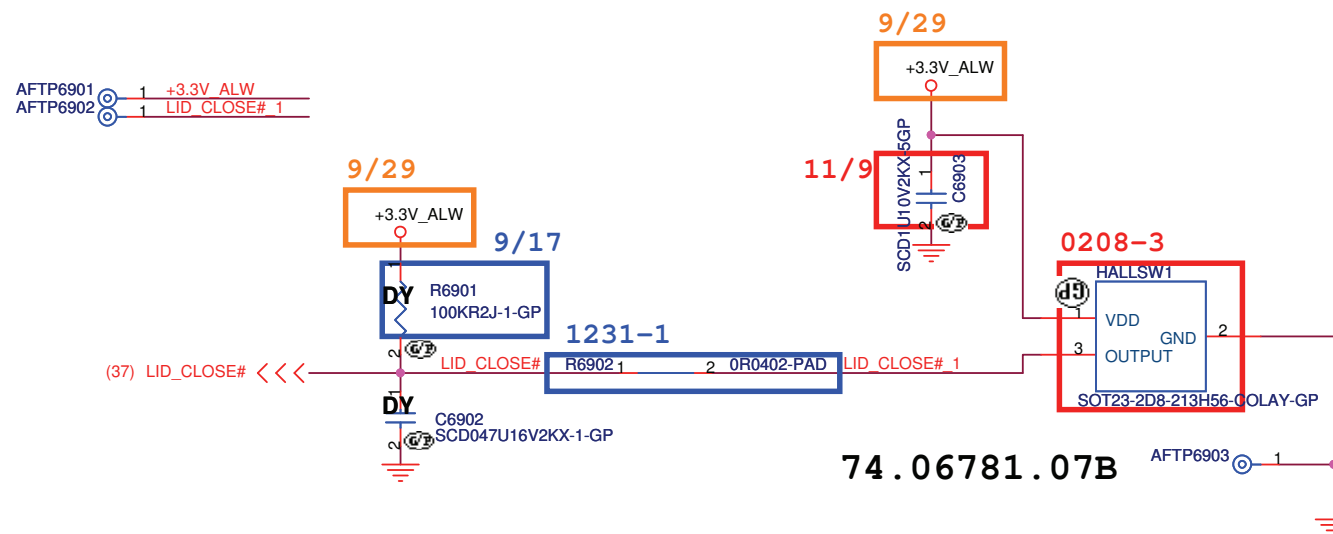 9/29
+3.3V_ALW
AFTP6901 1 +3.3V_ALW
AFTP6902 1 LID_CLOSE#_1
11/9
SCD1U10V2KX-5GP
1
C6903
2
G/P
9/29
+3.3V_ALW
9/17
1
DY
R6901
100KR2J-1-GP
2
G/P
0208-3
HALLSW1
GP
1 VDD
GND 2
3 OUTPUT
SOT23-2D8-213H56-COLAY-GP
1231-1
(37) LID_CLOSE#
LID_CLOSE# R6902 1 2 0R0402-PAD LID_CLOSE#_1
1
DY
C6902
SCD047U16V2KX-1-GP
2
G/P
74.06781.07B
AFTP6903 1